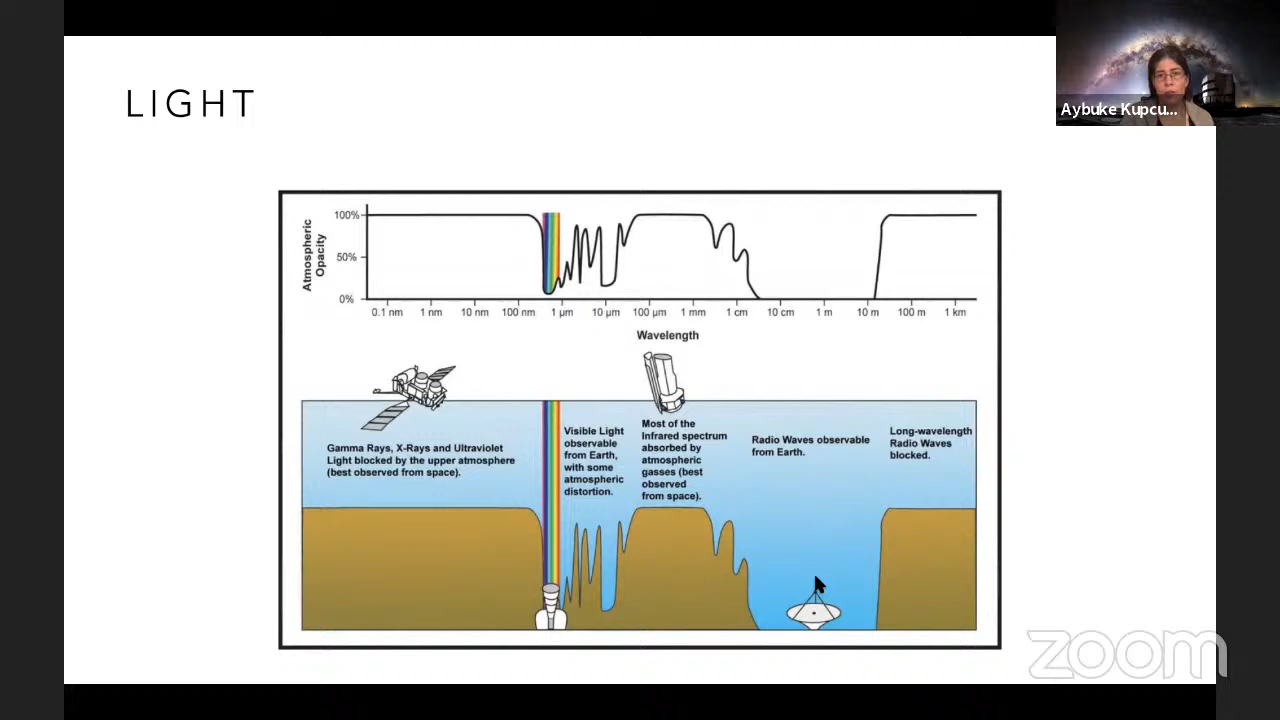 LIGHT
Aybuke Kupcu...
Atmospheric
Opacity
100%
50%
0%
0.1 nm 1 nm 10 nm 100 nm 1 µm 10 µm 100 µm 1 mm 1 cm 10 cm 1 m 10 m 100 m 1 km
Wavelength
Gamma Rays, X-Rays and Ultraviolet
Light blocked by the upper atmosphere
(best observed from space).
Visible Light
observable
from Earth,
with some
atmospheric
distortion.
Most of the
Infrared spectrum
absorbed by
atmospheric
gasses (best
observed
from space).
Radio Waves observable
from Earth.
Long-wavelength
Radio Waves
blocked.
zoom